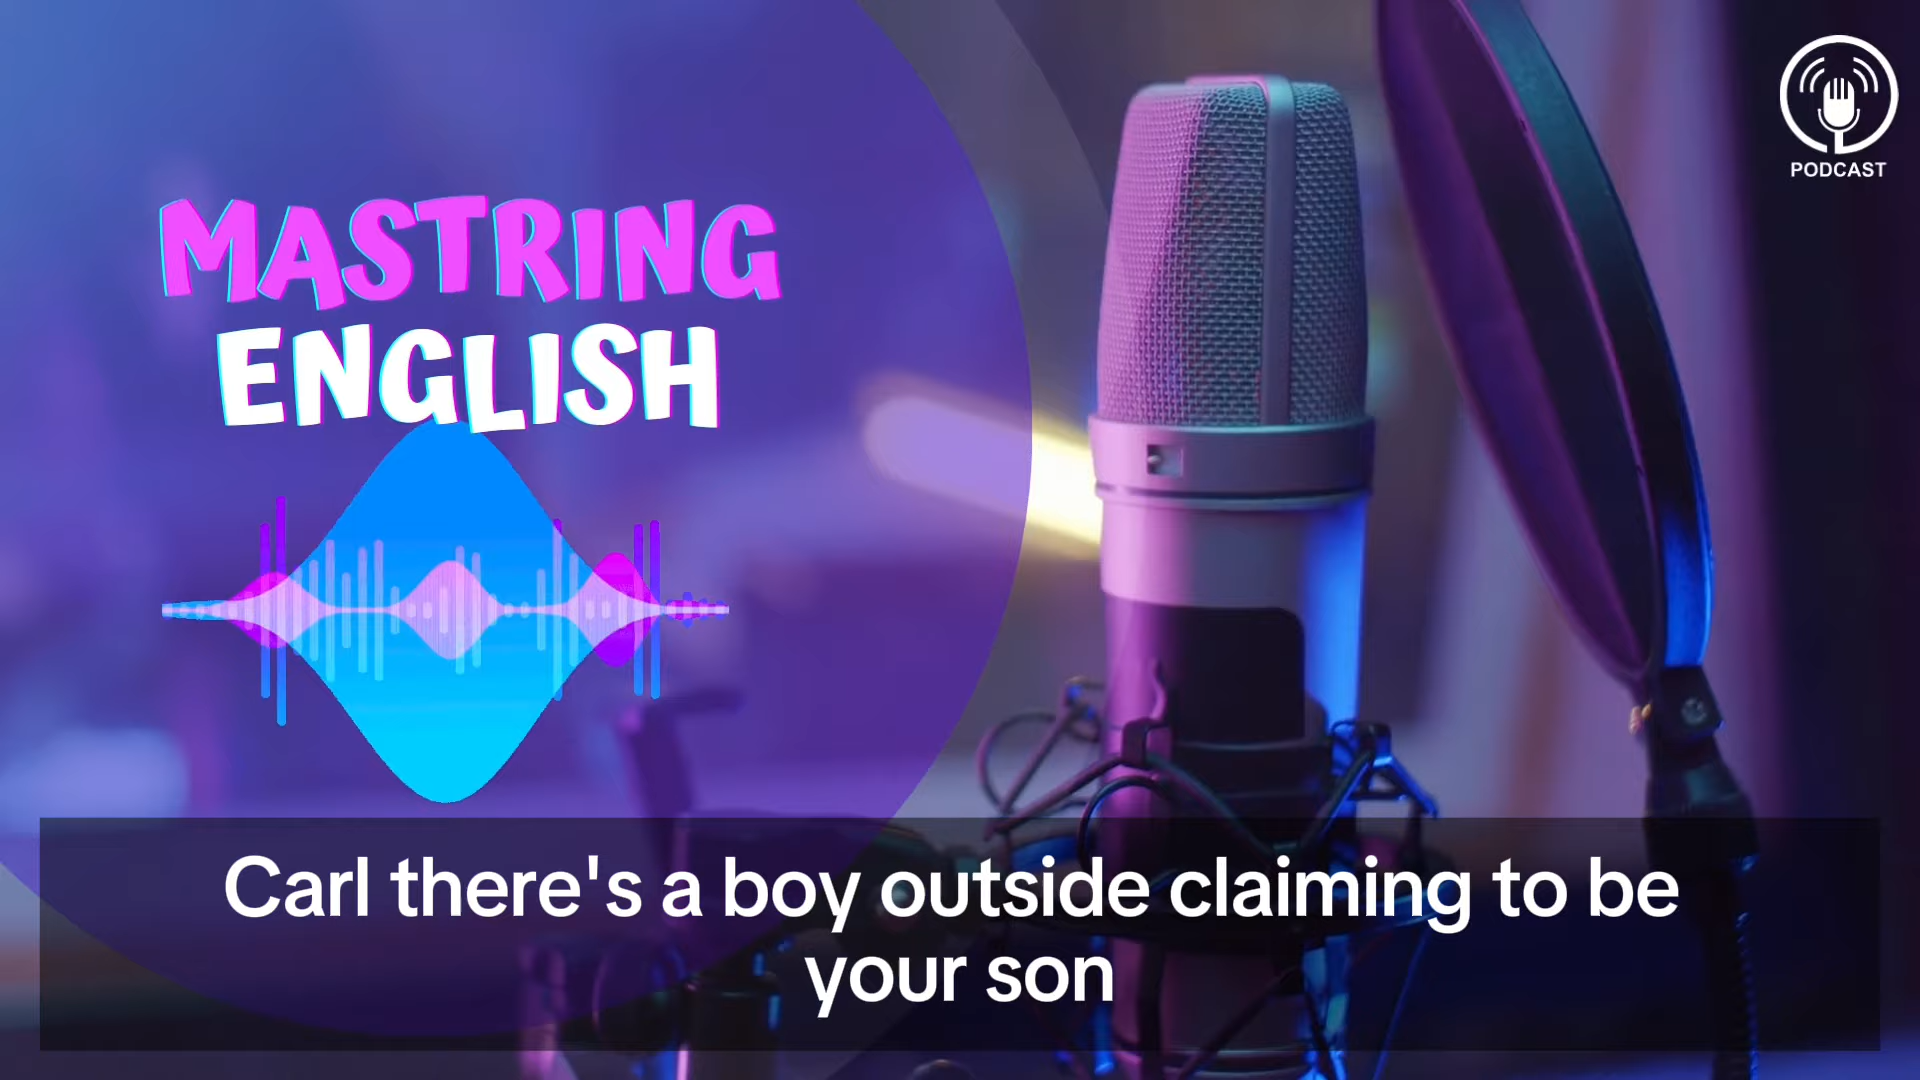 PODCAST
MASTRING
ENGLISH
Carl there's a boy outside claiming to be
your son